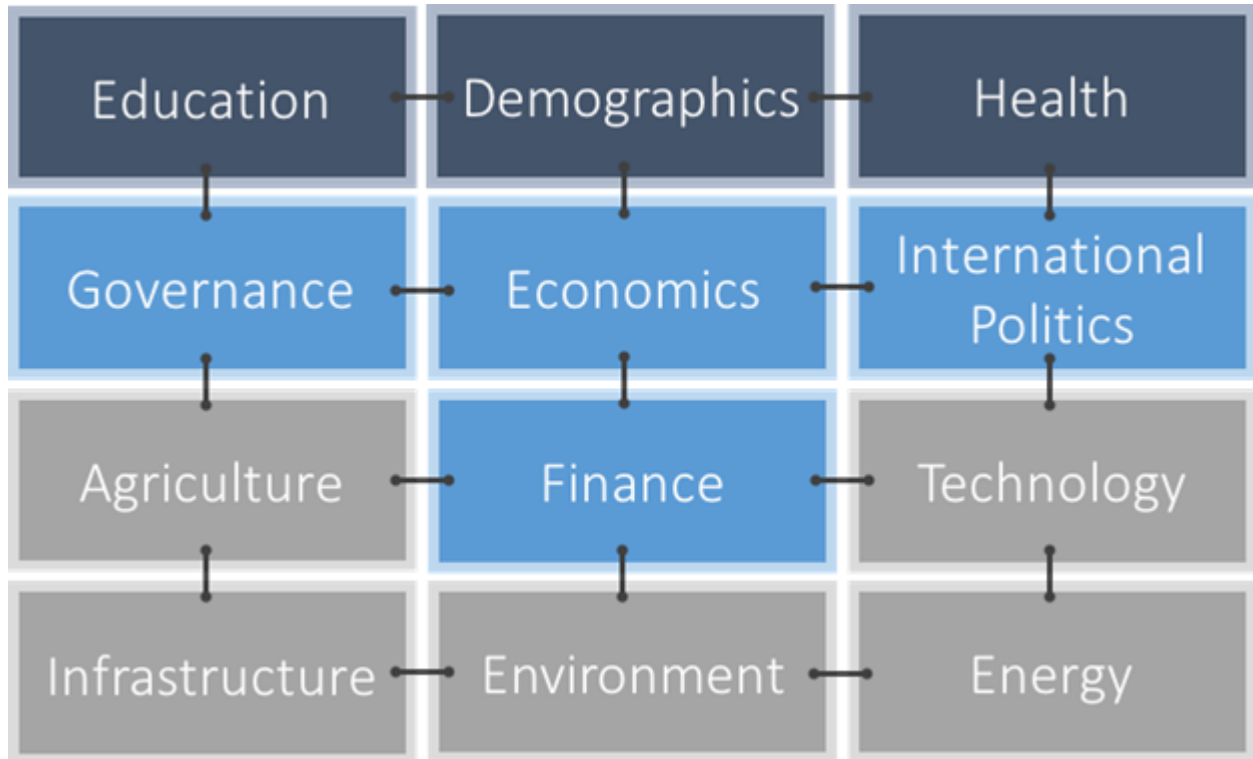 Education
Demographics
Health
Governance
Economics
International
Politics
Agriculture
Finance
Technology
Infrastructure
Environment
Energy